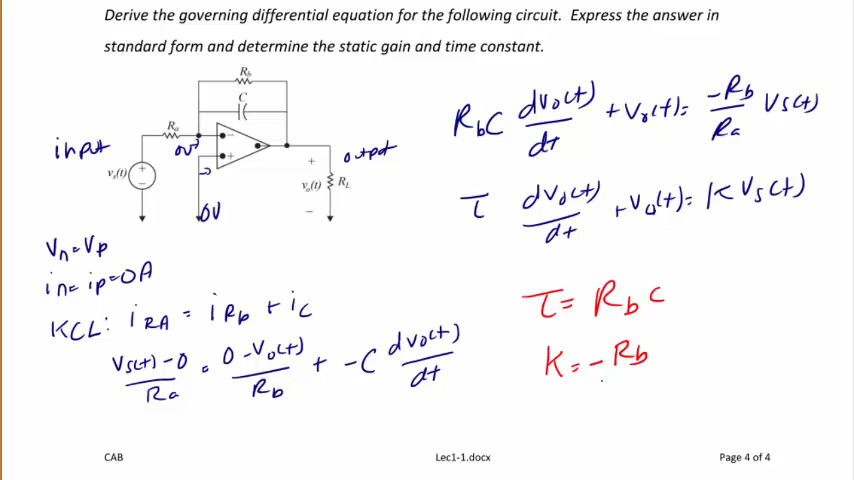 Derive the governing differential equation for the following circuit. Express the answer in
standard form and determine the static gain and time constant.
Rb
C
Ra
input
0V
output
vs(t)
vo(t)
RL
0V
Rbc dvo(t)/dt + vo(t) = -Rb/Ra vs(t)
τ dvo(t)/dt + vo(t) = K vs(t)
Vn = Vp
in = ip = 0A
KCL: iRA = iRb + ic
Vs(t) - 0/Ra = 0 - Vo(t)/Rb + -C dvo(t)/dt
τ = Rb c
K = - Rb
CAB
Lec1-1.docx
Page 4 of 4